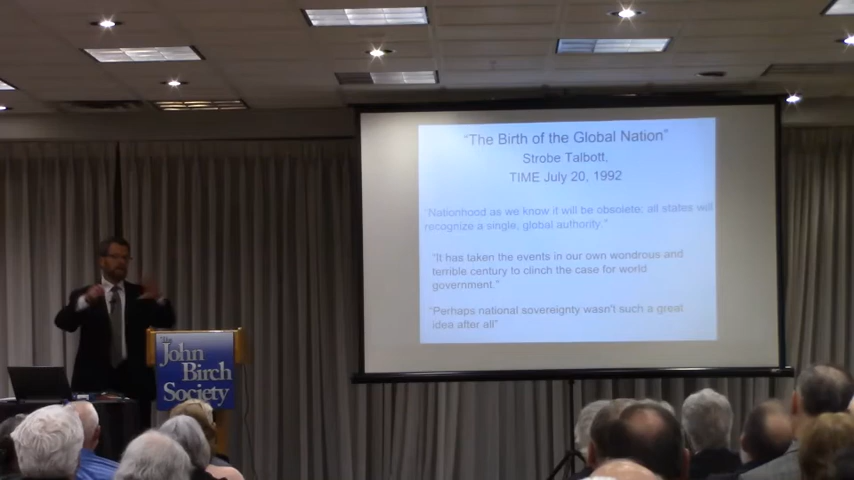 The
John
Birch
Society
"The Birth of the Global Nation"
Strobe Talbott,
TIME July 20, 1992
"Nationhood as we know it will be obsolete; all states will
recognize a single, global authority."
"It has taken the events in our own wondrous and
terrible century to clinch the case for world
government."
"Perhaps national sovereignty wasn't such a great
idea after all"